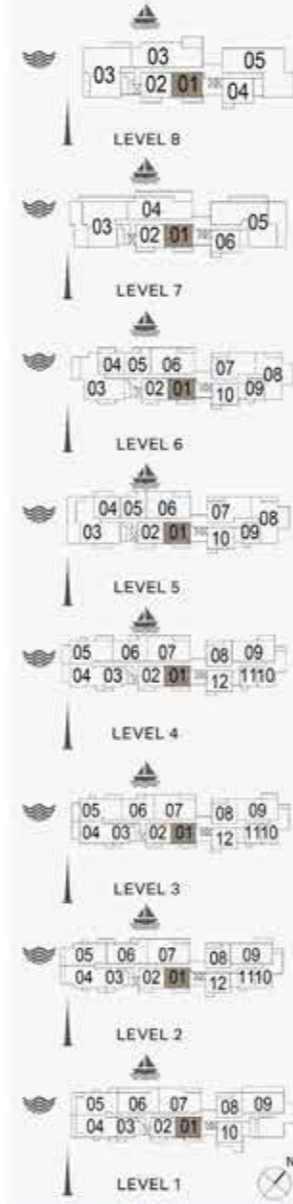 03 05
03 02 01 04
LEVEL 8
04
03 02 01 05
06
LEVEL 7
04 05 06 07 08
03 02 01 10 09
LEVEL 6
04 05 06 07 08
03 02 01 10 09
LEVEL 5
05 06 07 08 09
04 03 02 01 12 1110
LEVEL 4
05 06 07 08 09
04 03 02 01 12 1110
LEVEL 3
05 06 07 08 09
04 03 02 01 12 1110
LEVEL 2
05 06 07 08 09
04 03 02 01 10
LEVEL 1
N